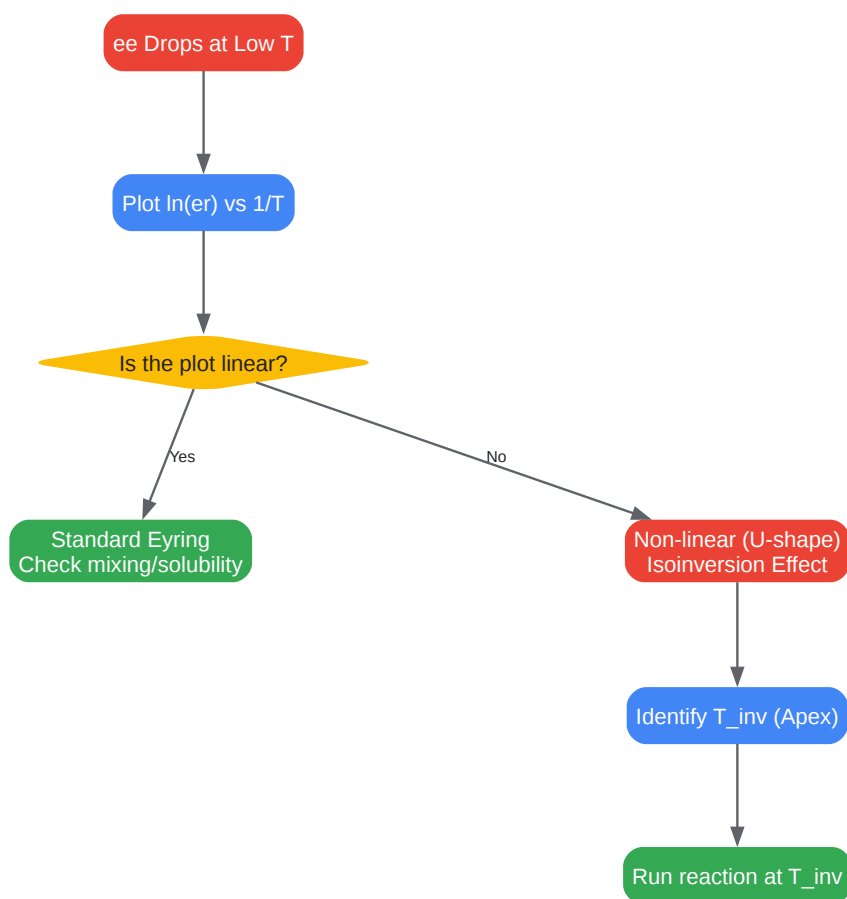 ee Drops at Low T
Plot ln(er) vs 1/T
Is the plot linear?
Yes
No
Standard Eyring
Check mixing/solubility
Non-linear (U-shape)
Isoinversion Effect
Identify T_inv (Apex)
Run reaction at T_inv